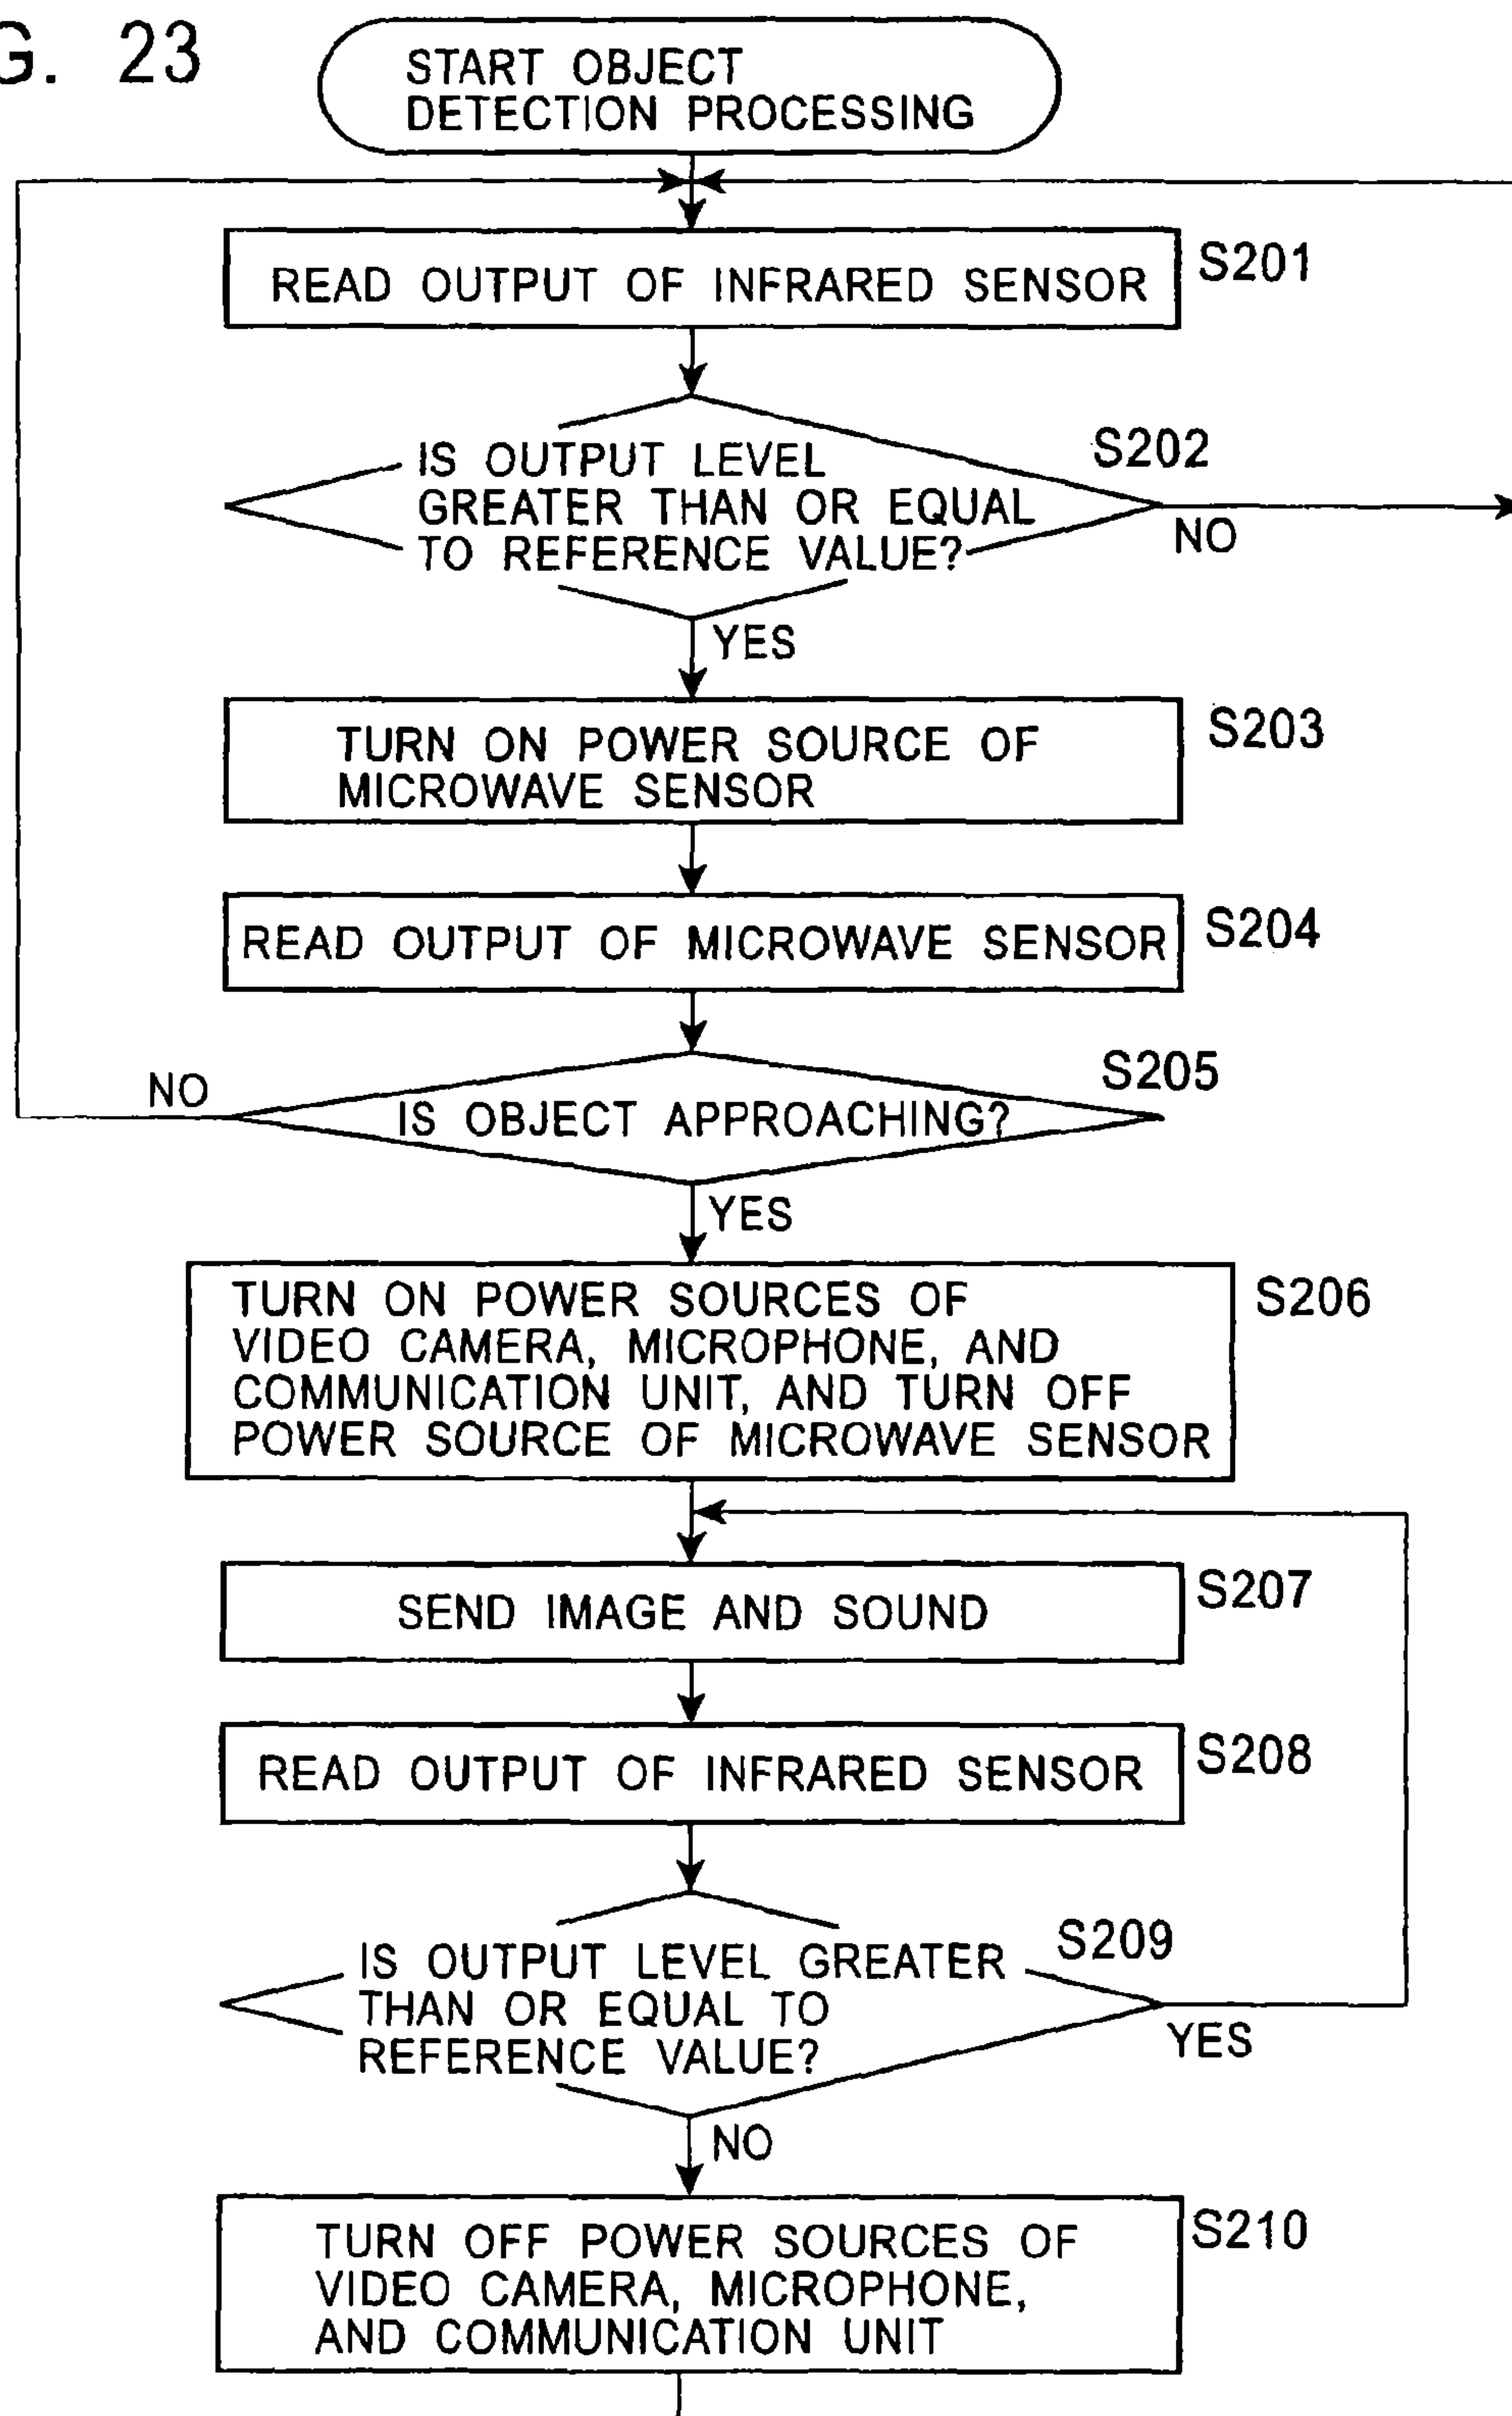 G. 23
START OBJECT
DETECTION PROCESSING
READ OUTPUT OF INFRARED SENSOR
S201
IS OUTPUT LEVEL
GREATER THAN OR EQUAL
TO REFERENCE VALUE?
S202
NO
YES
TURN ON POWER SOURCE OF
MICROWAVE SENSOR
S203
READ OUTPUT OF MICROWAVE SENSOR
S204
IS OBJECT APPROACHING?
S205
NO
YES
TURN ON POWER SOURCES OF
VIDEO CAMERA, MICROPHONE, AND
COMMUNICATION UNIT, AND TURN OFF
POWER SOURCE OF MICROWAVE SENSOR
S206
SEND IMAGE AND SOUND
S207
READ OUTPUT OF INFRARED SENSOR
S208
IS OUTPUT LEVEL GREATER
THAN OR EQUAL TO
REFERENCE VALUE?
S209
YES
NO
TURN OFF POWER SOURCES OF
VIDEO CAMERA, MICROPHONE,
AND COMMUNICATION UNIT
S210